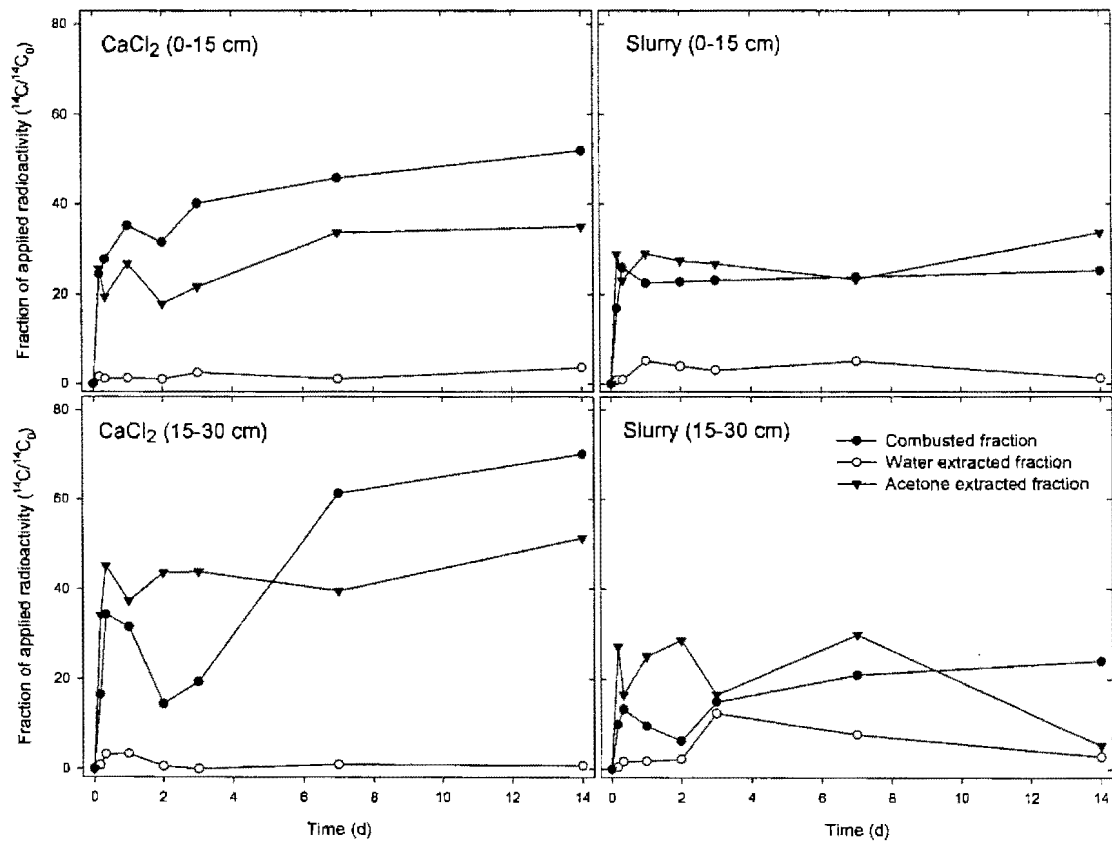 CaCl2 (0-15 cm)
Slurry (0-15 cm)
Fraction of applied radioactivity (14C/14C0)
80
60
40
20
0
CaCl2 (15-30 cm)
Slurry (15-30 cm)
Combusted fraction
Water extracted fraction
Acetone extracted fraction
Fraction of applied radioactivity (14C/14C0)
80
60
40
20
0
0 2 4 6 8 10 12 14
0 2 4 6 8 10 12 14
Time (d)
Time (d)